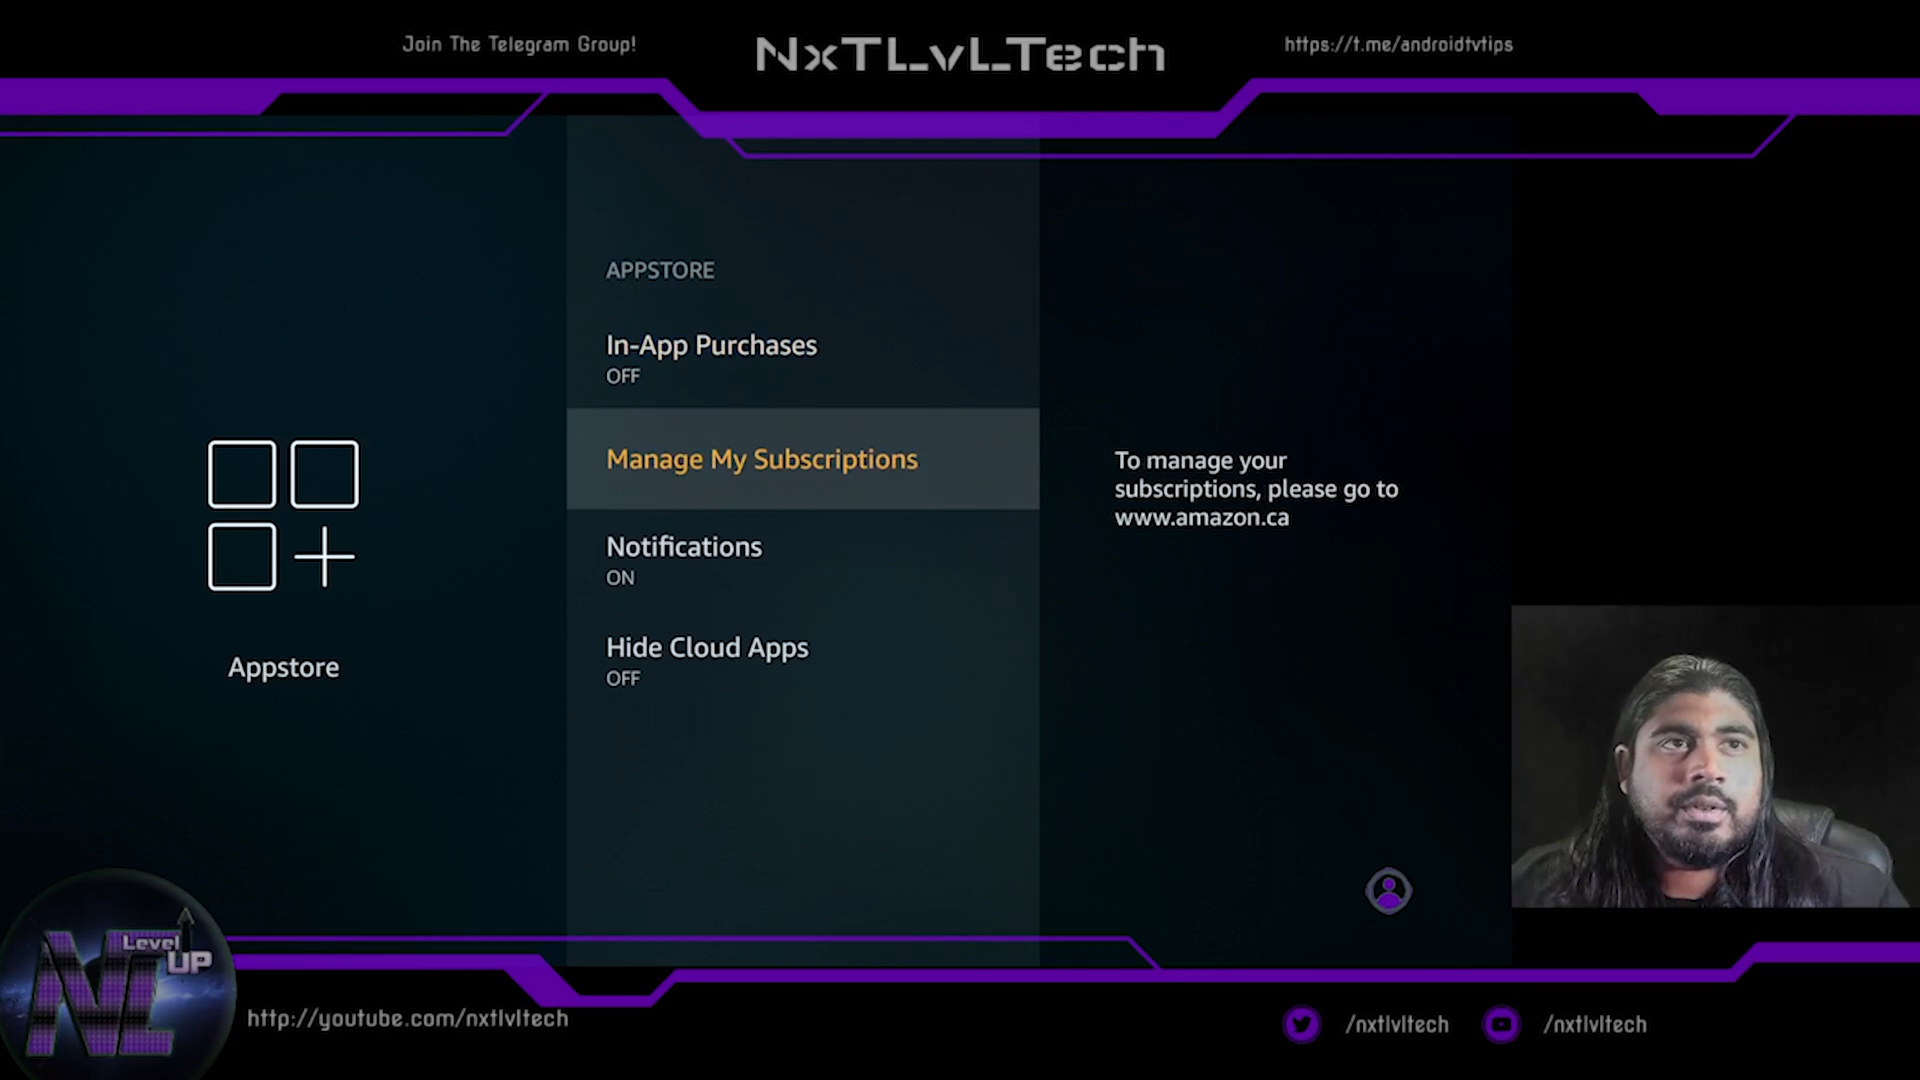 Join The Telegram Group!
NxTLvLTech
https://t.me/androidtvtips
APPSTORE
In-App Purchases
OFF
Manage My Subscriptions
Notifications
ON
Hide Cloud Apps
OFF
Appstore
To manage your
subscriptions, please go to
www.amazon.ca
NL
Level
UP
http://youtube.com/nxtlvltech
/nxtlvltech
/nxtlvltech